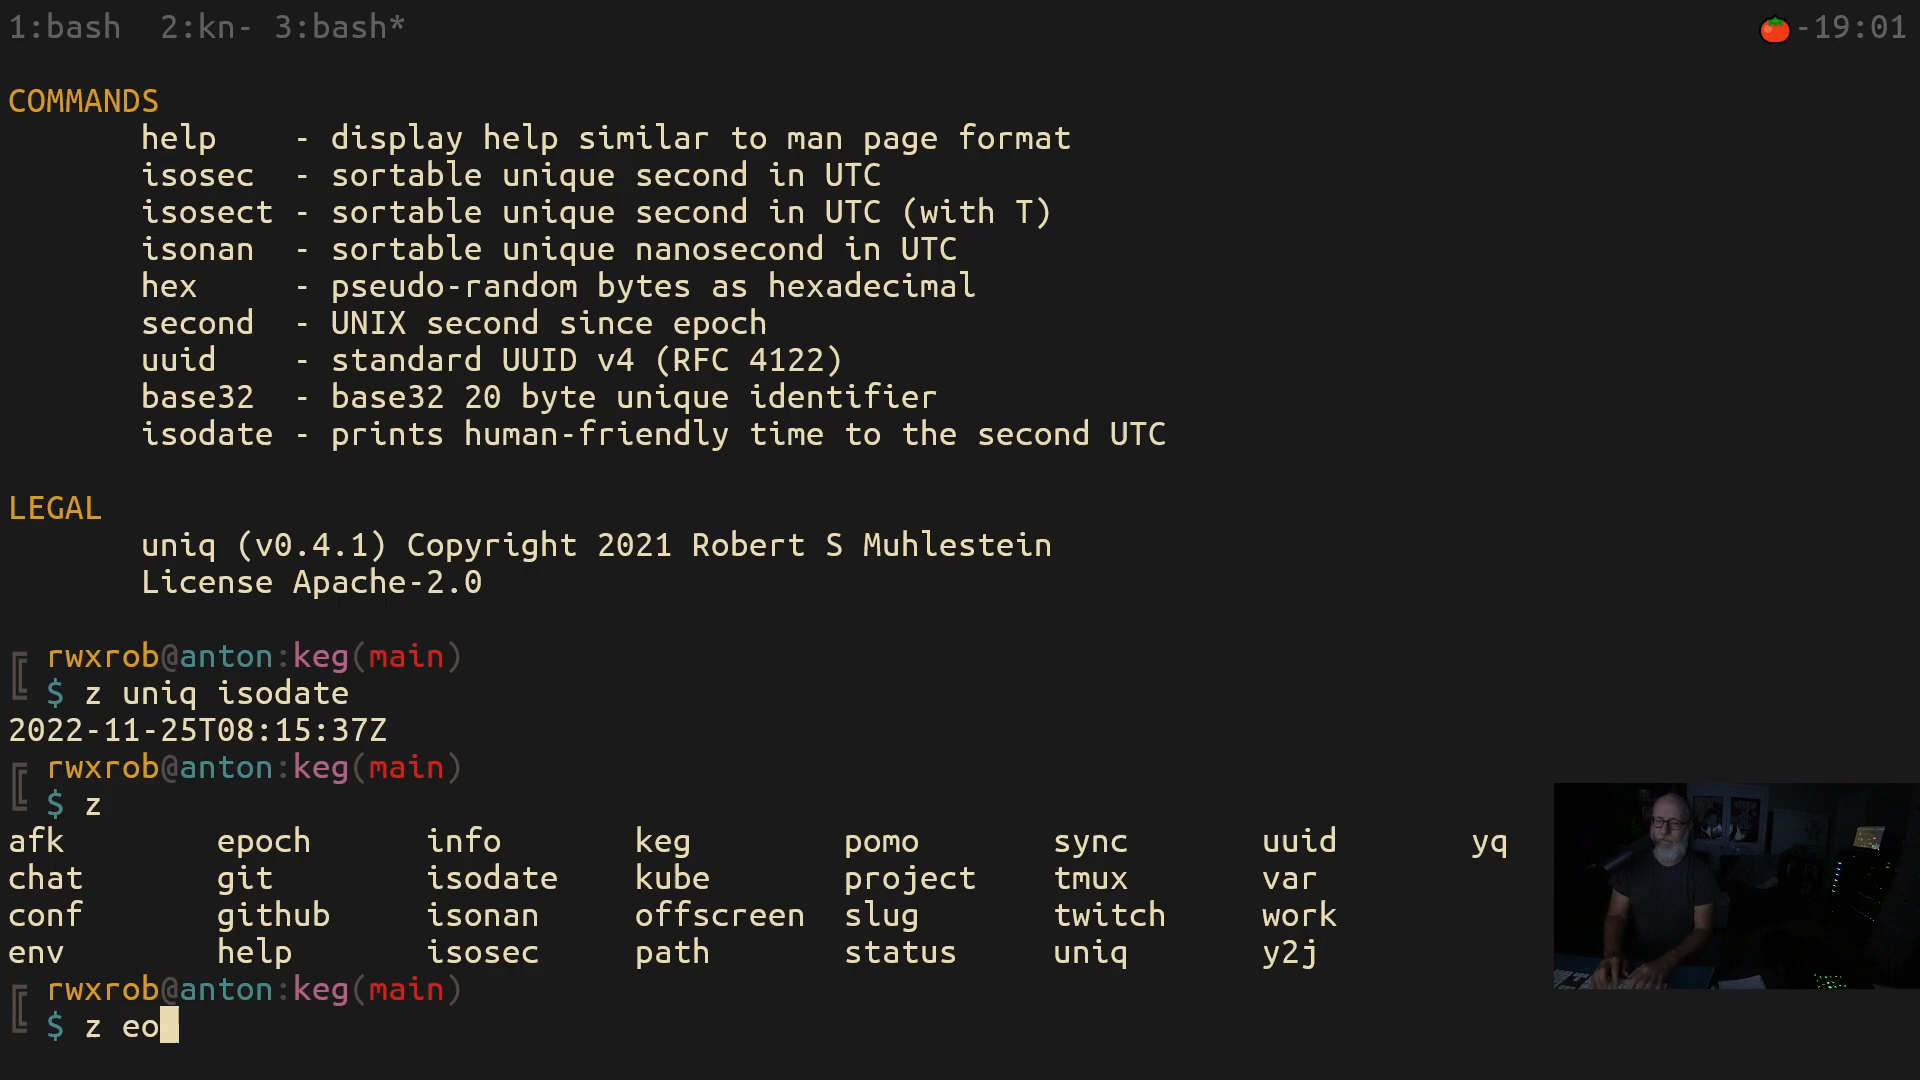 1:bash  2:kn- 3:bash*
🍅-19:01
COMMANDS
help    - display help similar to man page format
isosec  - sortable unique second in UTC
isosect - sortable unique second in UTC (with T)
isonan  - sortable unique nanosecond in UTC
hex     - pseudo-random bytes as hexadecimal
second  - UNIX second since epoch
uuid    - standard UUID v4 (RFC 4122)
base32  - base32 20 byte unique identifier
isodate - prints human-friendly time to the second UTC
LEGAL
uniq (v0.4.1) Copyright 2021 Robert S Muhlestein
License Apache-2.0
rwxrob@anton:keg(main)
$ z uniq isodate
2022-11-25T08:15:37Z
rwxrob@anton:keg(main)
$ z
afk        epoch      info       keg        pomo       sync       uuid       yq
chat       git        isodate    kube       project    tmux       var
conf       github     isonan     offscreen  slug       twitch     work
env        help       isosec     path       status     uniq       y2j
rwxrob@anton:keg(main)
$ z eo